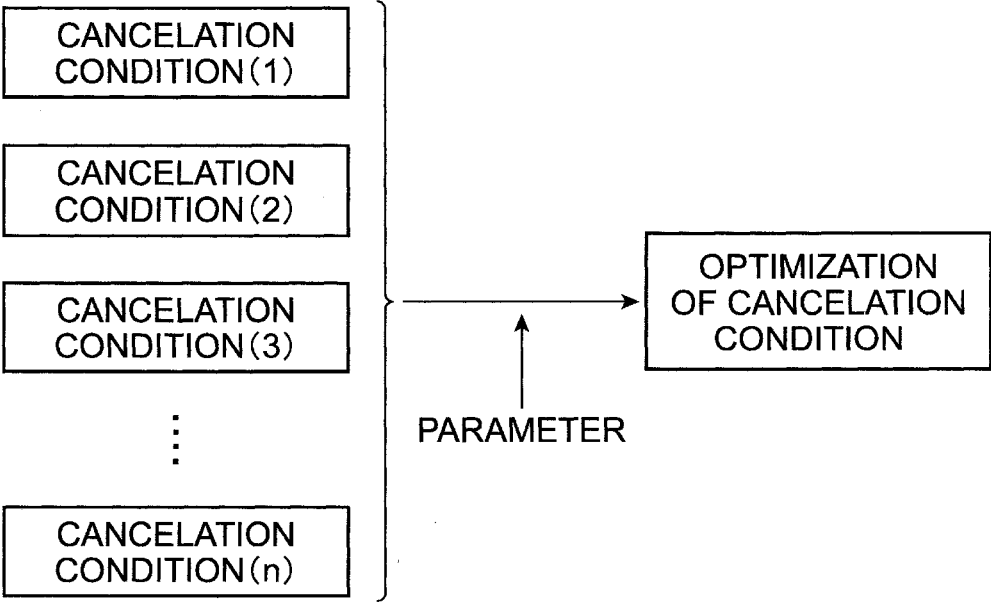 CANCELATION
CONDITION(1)
CANCELATION
CONDITION(2)
CANCELATION
CONDITION(3)
CANCELATION
CONDITION(n)
PARAMETER
OPTIMIZATION
OF CANCELATION
CONDITION